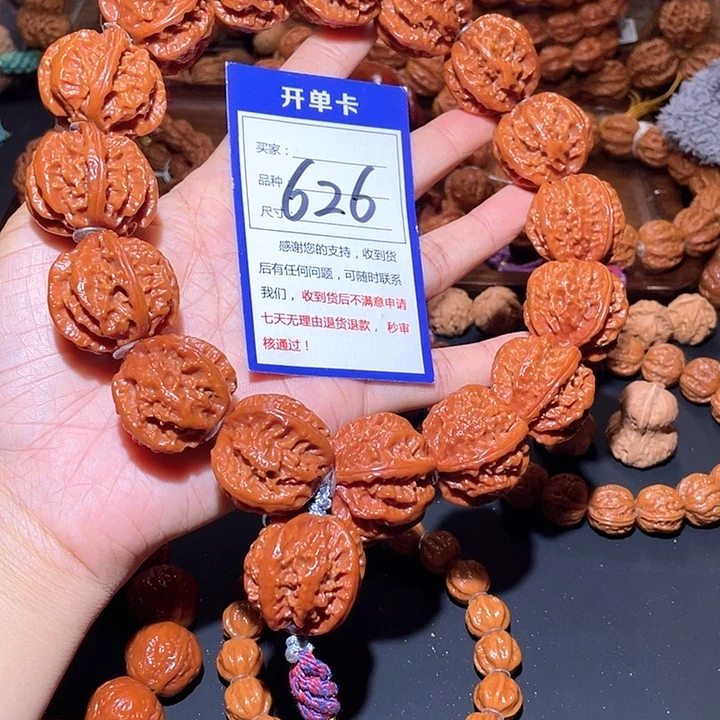 开单卡
买家：
品种
尺寸
626
感谢您的支持，收到货
后有任何问题，可随时联系
我们，收到货后不满意申请
七天无理由退货退款，秒审
核通过！